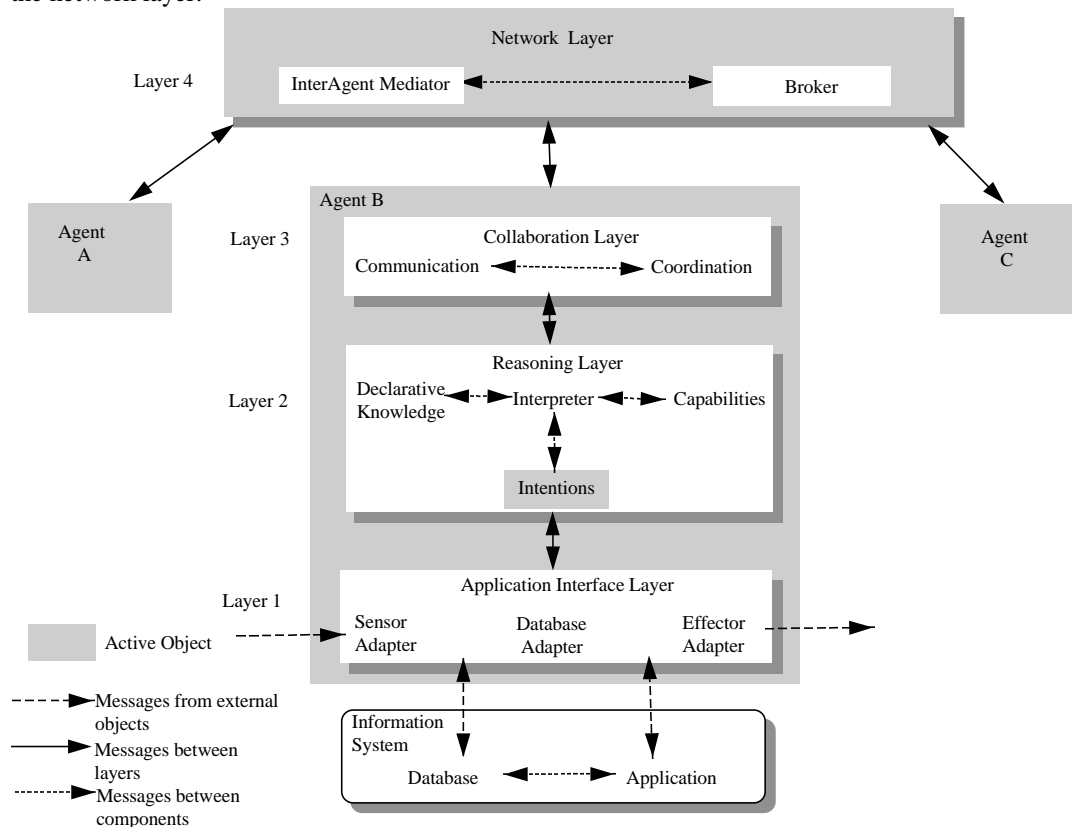 the network layer.
Network Layer
Layer 4
InterAgent Mediator
Broker
Agent B
Agent
A
Agent
C
Layer 3
Collaboration Layer
Communication
Coordination
Reasoning Layer
Layer 2
Declarative
Knowledge
Interpreter
Capabilities
Intentions
Application Interface Layer
Layer 1
Sensor
Adapter
Database
Adapter
Effector
Adapter
Active Object
Messages from external
objects
Messages between
layers
Messages between
components
Information
System
Database
Application